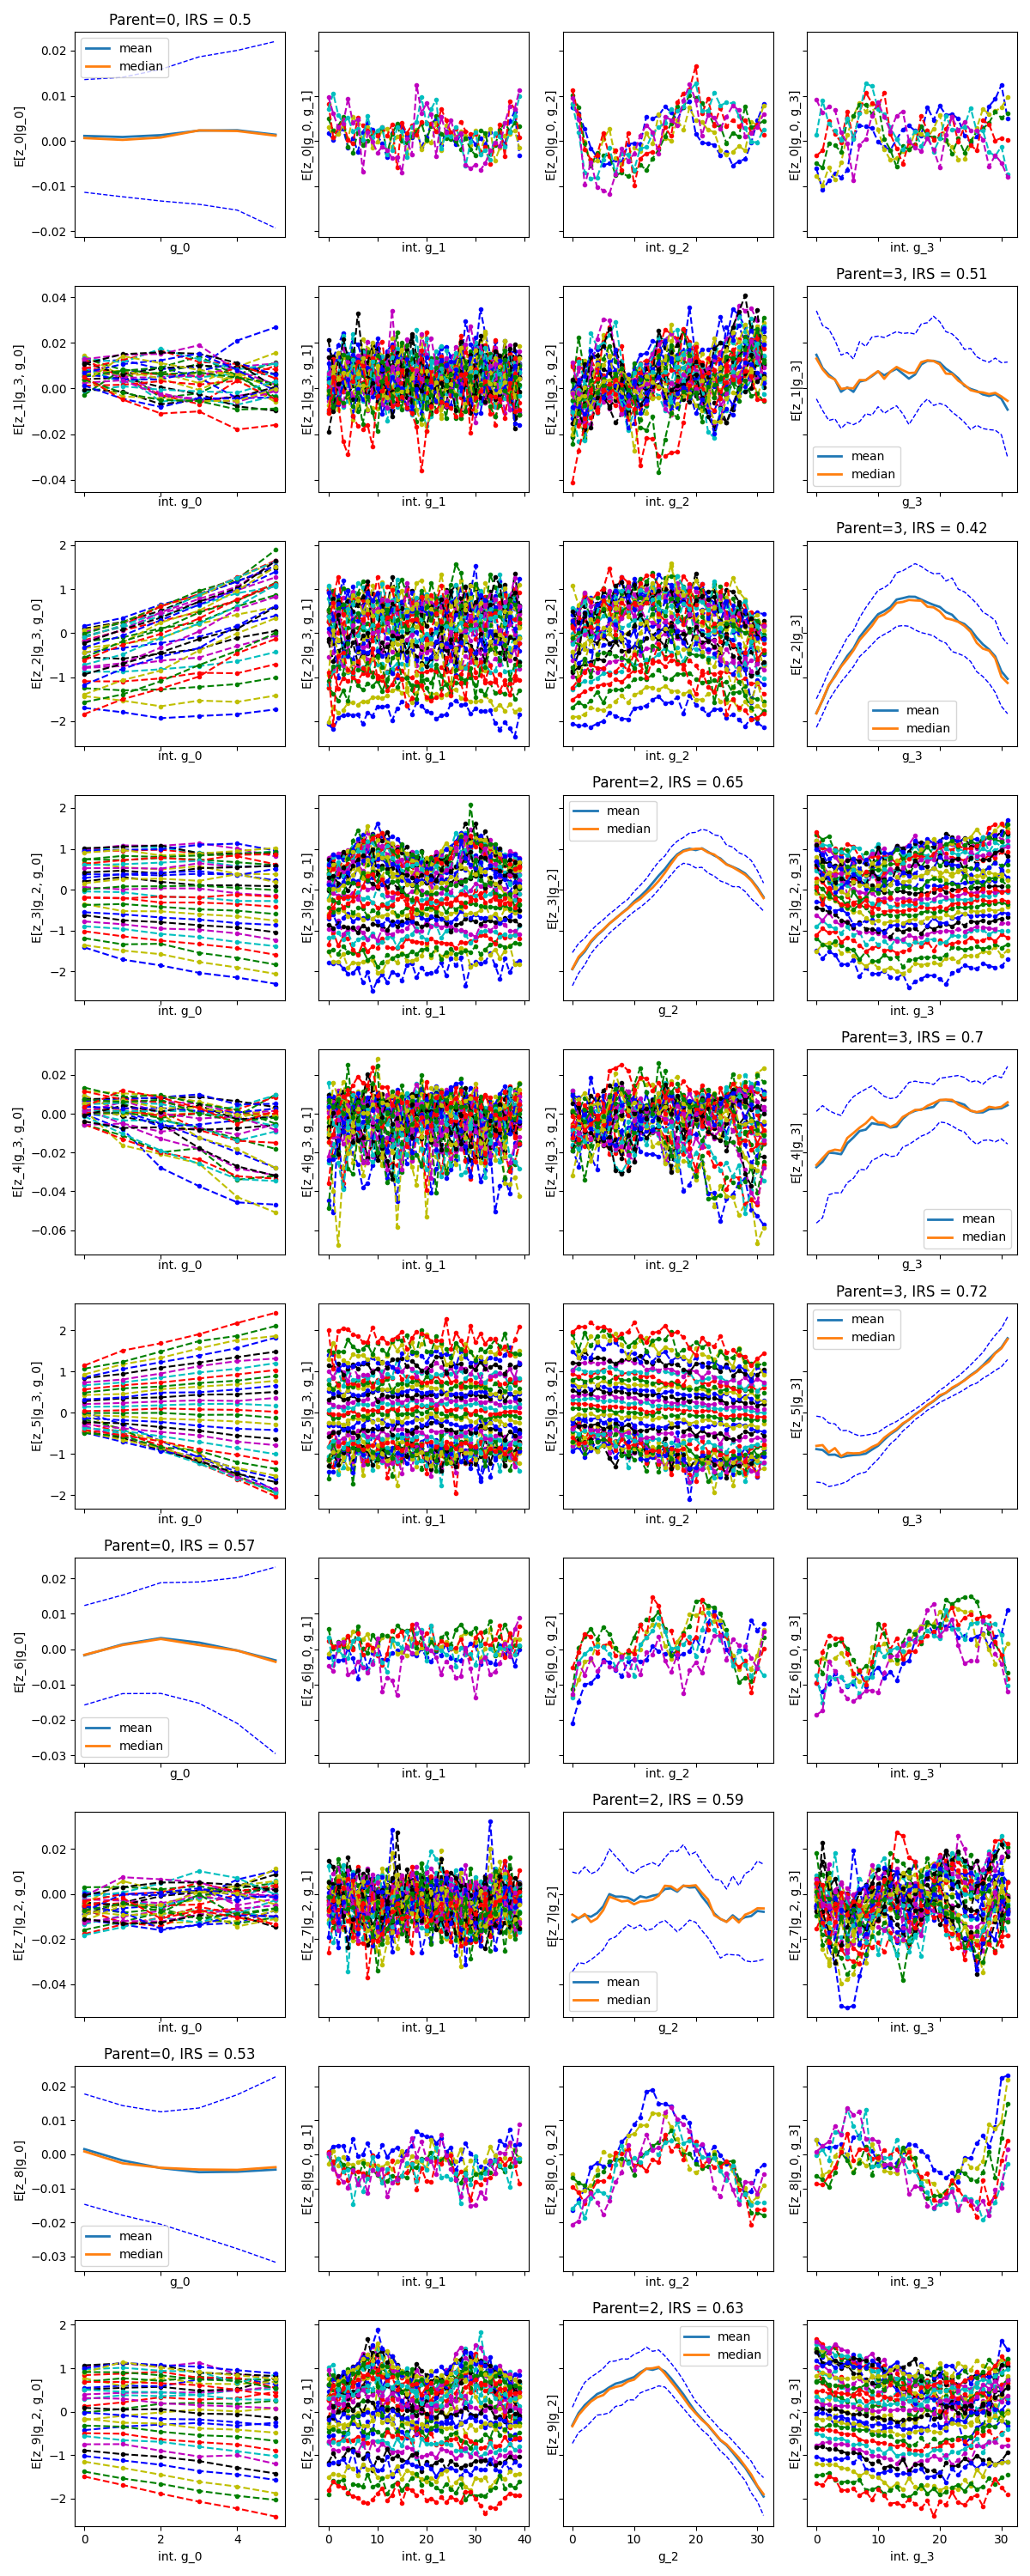 Parent=0, IRS = 0.5
E[z_0|g_0]
0.02
0.01
0.00
−0.01
−0.02
mean
median
g_0
E[z_0|g_0, g_1]
int. g_1
E[z_0|g_0, g_2]
int. g_2
E[z_0|g_0, g_3]
int. g_3
Parent=3, IRS = 0.51
E[z_1|g_3, g_0]
0.04
0.02
0.00
−0.02
−0.04
int. g_0
E[z_1|g_3, g_1]
int. g_1
E[z_1|g_3, g_2]
int. g_2
E[z_1|g_3]
mean
median
g_3
Parent=3, IRS = 0.42
E[z_2|g_3, g_0]
2
1
0
−1
−2
int. g_0
E[z_2|g_3, g_1]
int. g_1
E[z_2|g_3, g_2]
int. g_2
E[z_2|g_3]
mean
median
g_3
Parent=2, IRS = 0.65
E[z_3|g_2, g_0]
2
1
0
−1
−2
int. g_0
E[z_3|g_2, g_1]
int. g_1
E[z_3|g_2]
mean
median
g_2
E[z_3|g_2, g_3]
int. g_3
Parent=3, IRS = 0.7
E[z_4|g_3, g_0]
0.02
0.00
−0.02
−0.04
−0.06
int. g_0
E[z_4|g_3, g_1]
int. g_1
E[z_4|g_3, g_2]
int. g_2
E[z_4|g_3]
mean
median
g_3
Parent=3, IRS = 0.72
E[z_5|g_3, g_0]
2
1
0
−1
−2
int. g_0
E[z_5|g_3, g_1]
int. g_1
E[z_5|g_3, g_2]
int. g_2
E[z_5|g_3]
mean
median
g_3
Parent=0, IRS = 0.57
E[z_6|g_0]
0.02
0.01
0.00
−0.01
−0.02
−0.03
mean
median
g_0
E[z_6|g_0, g_1]
int. g_1
E[z_6|g_0, g_2]
int. g_2
E[z_6|g_0, g_3]
int. g_3
Parent=2, IRS = 0.59
E[z_7|g_2, g_0]
0.02
0.00
−0.02
−0.04
int. g_0
E[z_7|g_2, g_1]
int. g_1
E[z_7|g_2]
mean
median
g_2
E[z_7|g_2, g_3]
int. g_3
Parent=0, IRS = 0.53
E[z_8|g_0]
0.02
0.01
0.00
−0.01
−0.02
−0.03
mean
median
g_0
E[z_8|g_0, g_1]
int. g_1
E[z_8|g_0, g_2]
int. g_2
E[z_8|g_0, g_3]
int. g_3
Parent=2, IRS = 0.63
E[z_9|g_2, g_0]
2
1
0
−1
−2
0 2 4
int. g_0
E[z_9|g_2, g_1]
0 10 20 30 40
int. g_1
E[z_9|g_2]
mean
median
0 10 20 30
g_2
E[z_9|g_2, g_3]
0 10 20 30
int. g_3